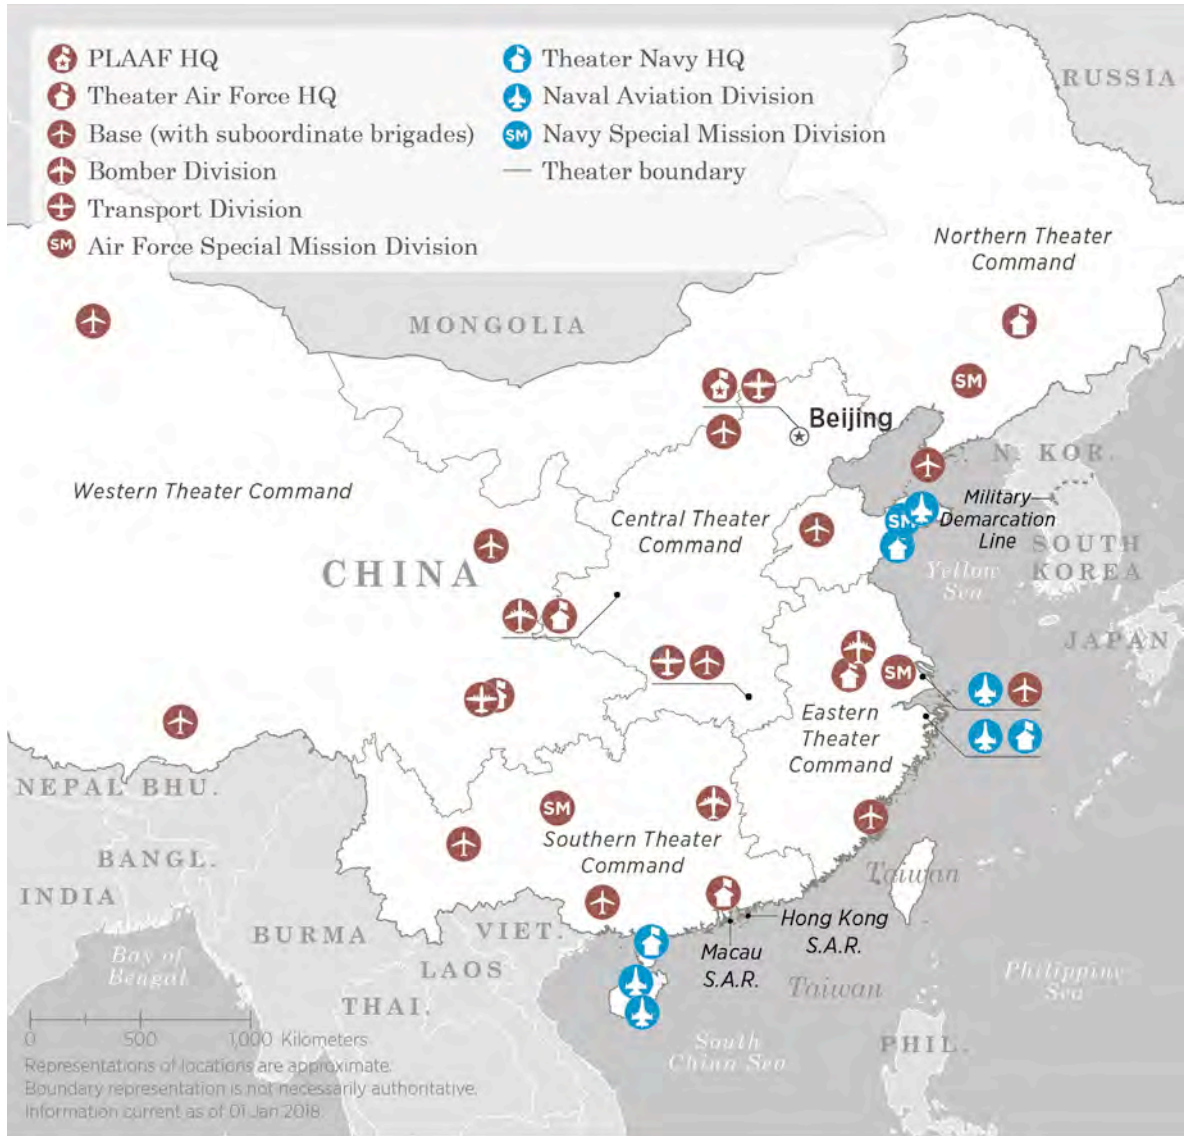 PLAAF HQ
Theater Air Force HQ
Base (with suboordinate brigades)
Bomber Division
Transport Division
SM Air Force Special Mission Division
Theater Navy HQ
Naval Aviation Division
SM Navy Special Mission Division
Theater boundary
RUSSIA
Northern Theater
Command
MONGOLIA
SM
Beijing
N. KOR.
Western Theater Command
Military
Demarcation
Line
Central Theater
Command
SM
SOUTH
KOREA
CHINA
Yellow
Sea
JAPAN
SM
Eastern
Theater
Command
NEPAL
BHU.
SM
Southern Theater
Command
BANGL.
INDIA
Taiwan
Hong Kong
S.A.R.
BURMA
VIET.
Macau
S.A.R.
Bay of
Bengal
LAOS
Philippine
Sea
Taiwan
THAI.
0 500 1,000 Kilometers
South
China Sea
PHIL.
Representations of locations are approximate.
Boundary representation is not necessarily authoritative.
Information current as of 01 Jan 2018.